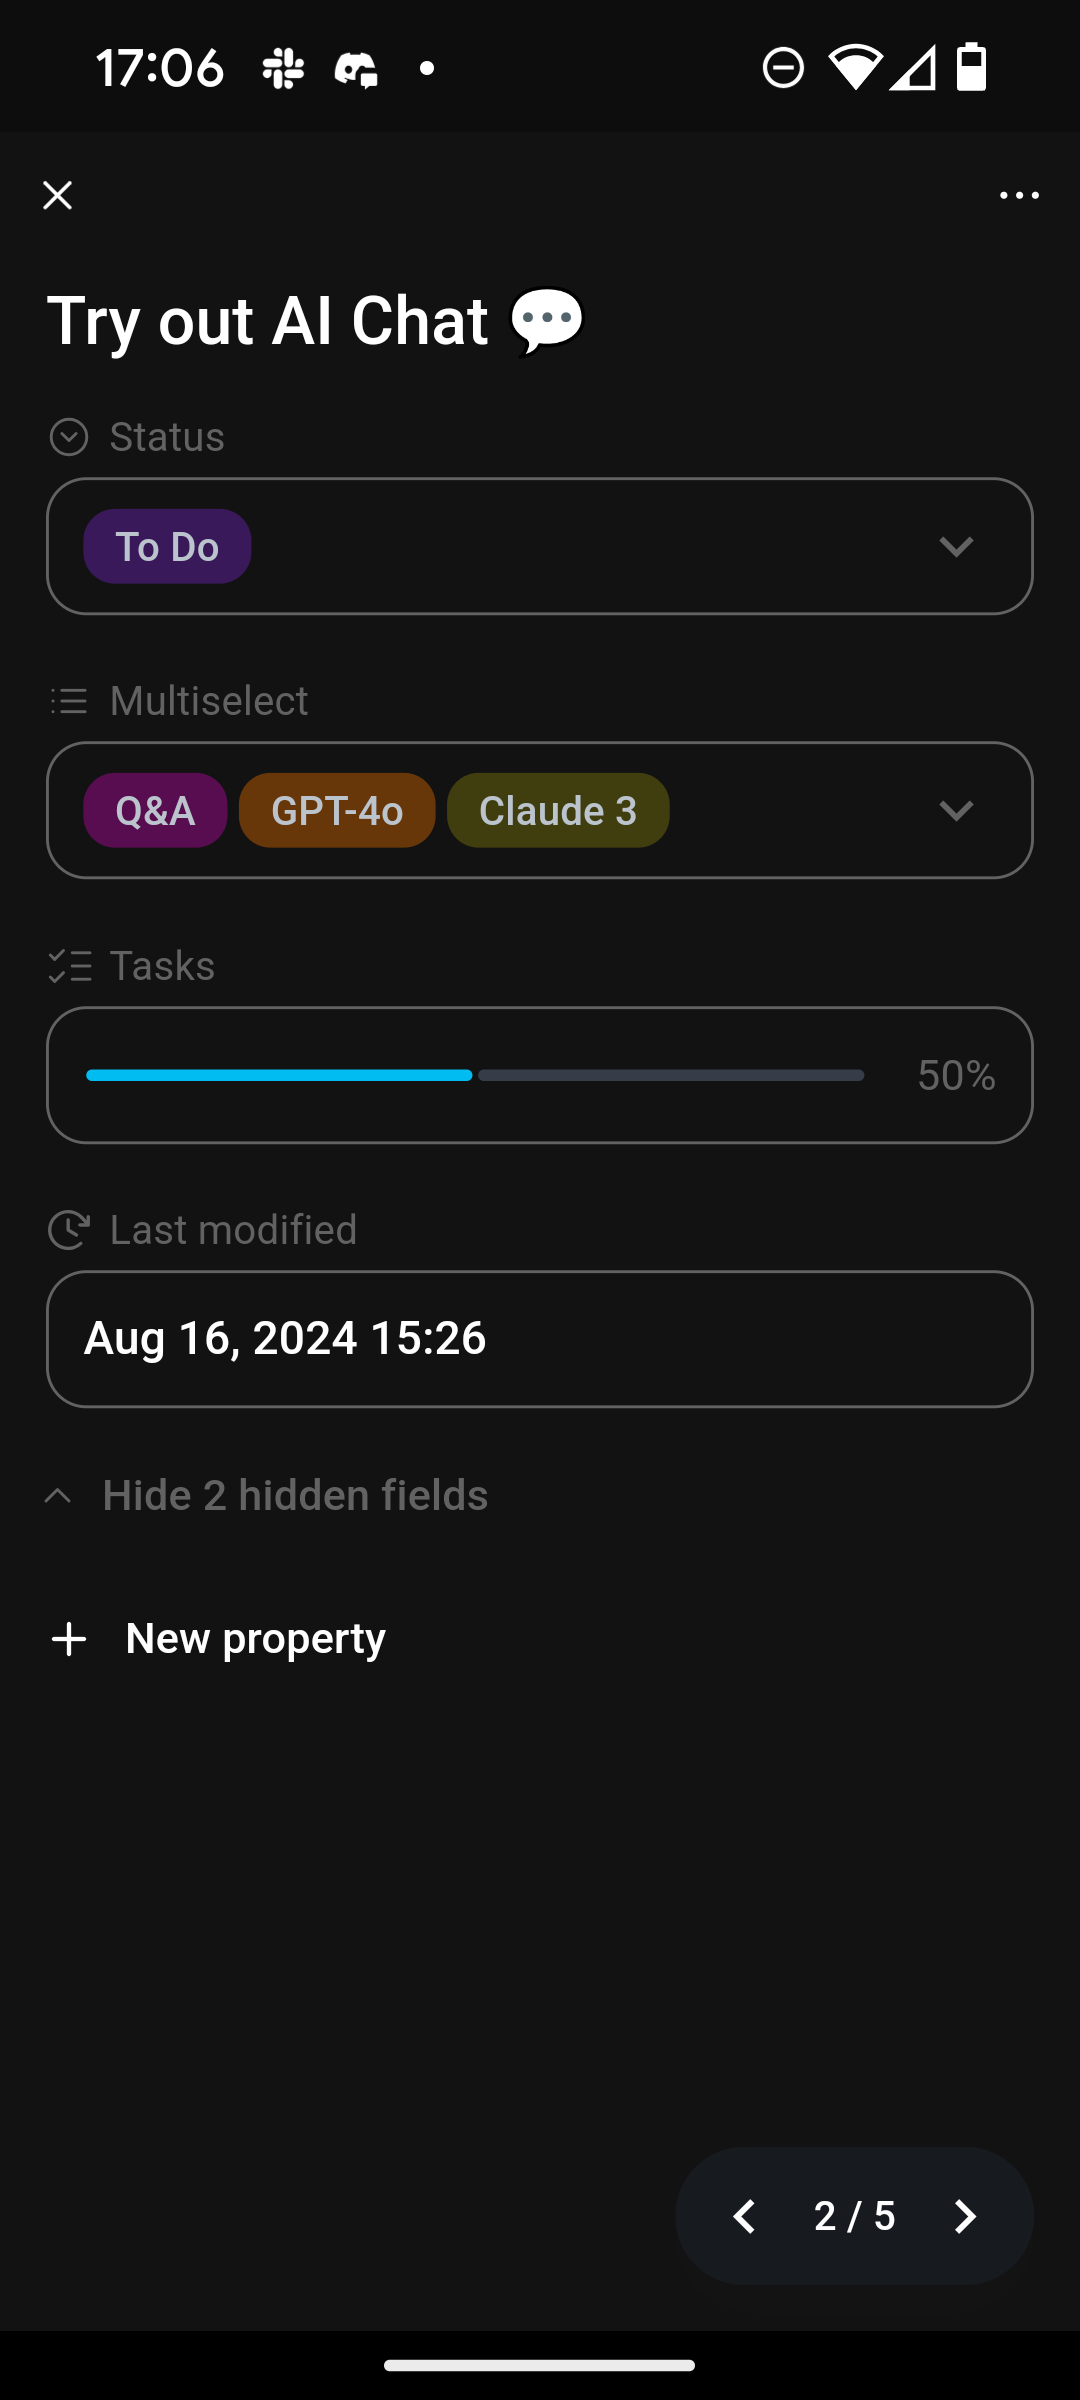 17:06
Try out AI Chat 💬
Status
To Do
Multiselect
Q&A GPT-4o Claude 3
Tasks
50%
Last modified
Aug 16, 2024 15:26
Hide 2 hidden fields
New property
2 / 5